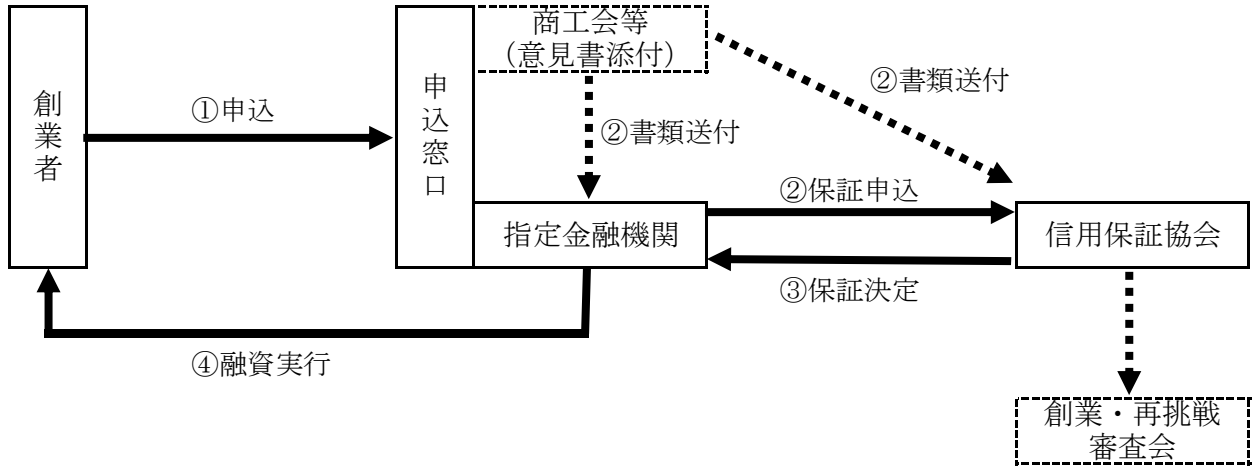 創業者
①申込
申込窓口
商工会等
（意見書添付）
②書類送付
②書類送付
指定金融機関
②保証申込
③保証決定
信用保証協会
④融資実行
創業・再挑戦
審査会